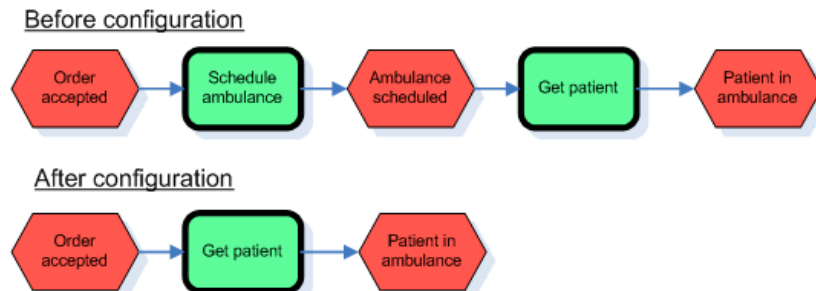 Before configuration
Order
accepted
Schedule
ambulance
Ambulance
scheduled
Get patient
Patient in
ambulance
After configuration
Order
accepted
Get patient
Patient in
ambulance